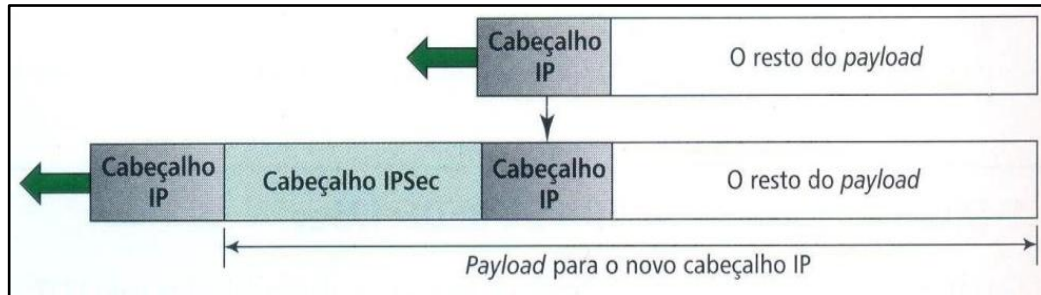 Cabeçalho
IP
O resto do payload
Cabeçalho
IP
Cabeçalho IPSec
Cabeçalho
IP
O resto do payload
Payload para o novo cabeçalho IP